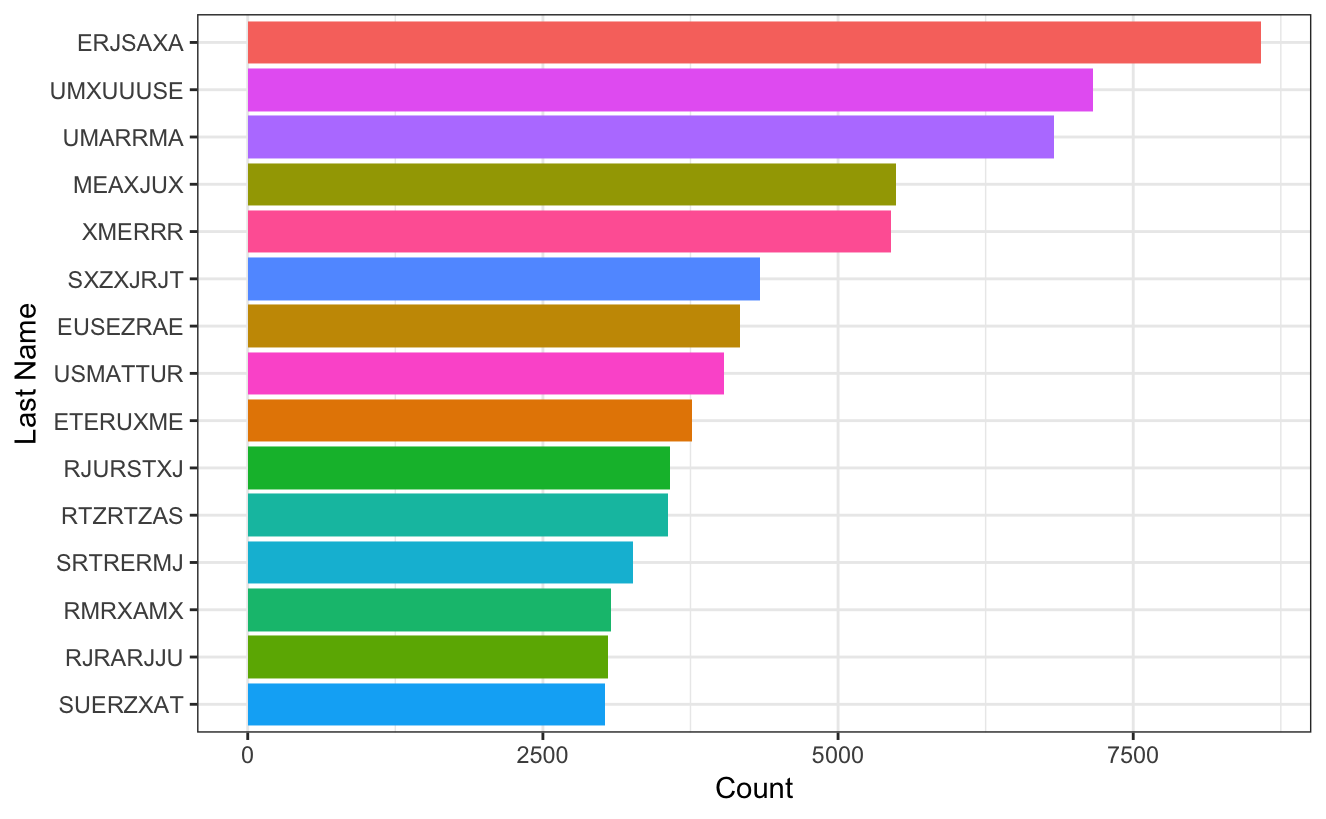 ERJSAXA
UMXUUUSE
UMARRMA
MEAXJUX
XMERRR
SXZXJRJT
EUSEZRAE
USMATTUR
ETERUXME
RJURSTXJ
RTZRTZAS
SRTRERMJ
RMRXAMX
RJRARJJU
SUERZXAT
Last Name
0 2500 5000 7500
Count